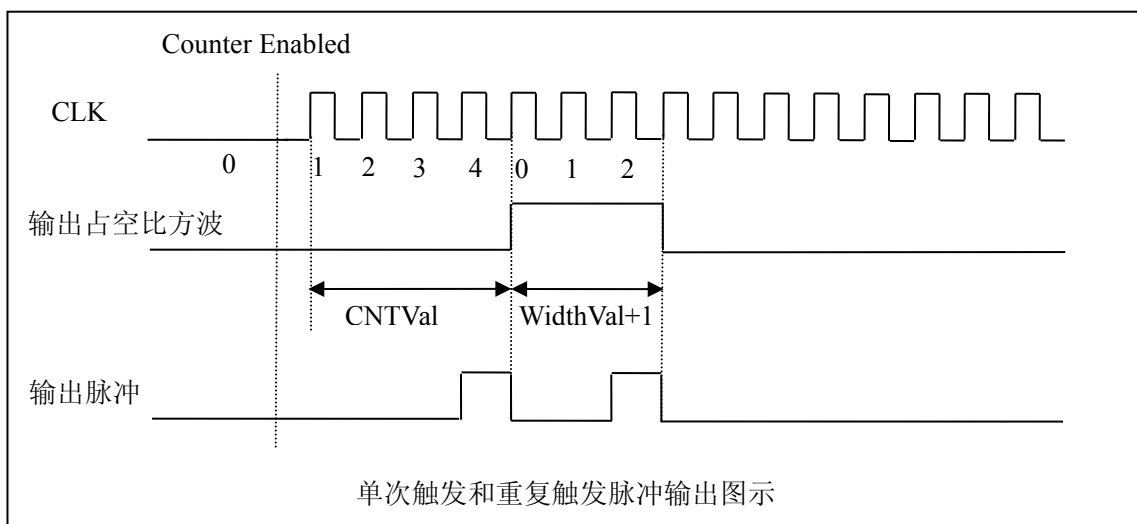 Counter Enabled
CLK
0 1 2 3 4 0 1 2
输出占空比方波
CNTVal WidthVal+1
输出脉冲
单次触发和重复触发脉冲输出图示